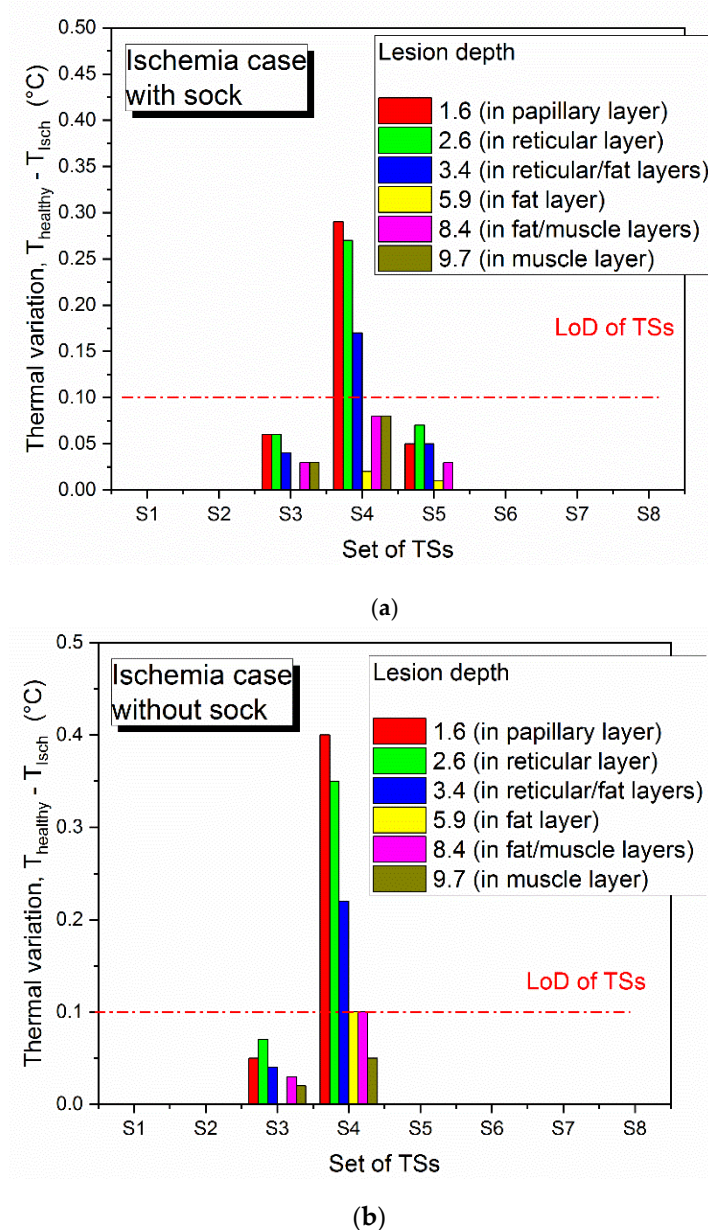 0.50
0.45
0.40
0.35
0.30
0.25
0.20
0.15
0.10
0.05
0.00
Thermal variation, T_healthy - T_Isch (°C)
Ischemia case
with sock
Lesion depth
1.6 (in papillary layer)
2.6 (in reticular layer)
3.4 (in reticular/fat layers)
5.9 (in fat layer)
8.4 (in fat/muscle layers)
9.7 (in muscle layer)
LoD of TSs
S1 S2 S3 S4 S5 S6 S7 S8
Set of TSs
(a)
0.5
0.4
0.3
0.2
0.1
0.0
Thermal variation, T_healthy - T_Isch (°C)
Ischemia case
without sock
Lesion depth
1.6 (in papillary layer)
2.6 (in reticular layer)
3.4 (in reticular/fat layers)
5.9 (in fat layer)
8.4 (in fat/muscle layers)
9.7 (in muscle layer)
LoD of TSs
S1 S2 S3 S4 S5 S6 S7 S8
Set of TSs
(b)